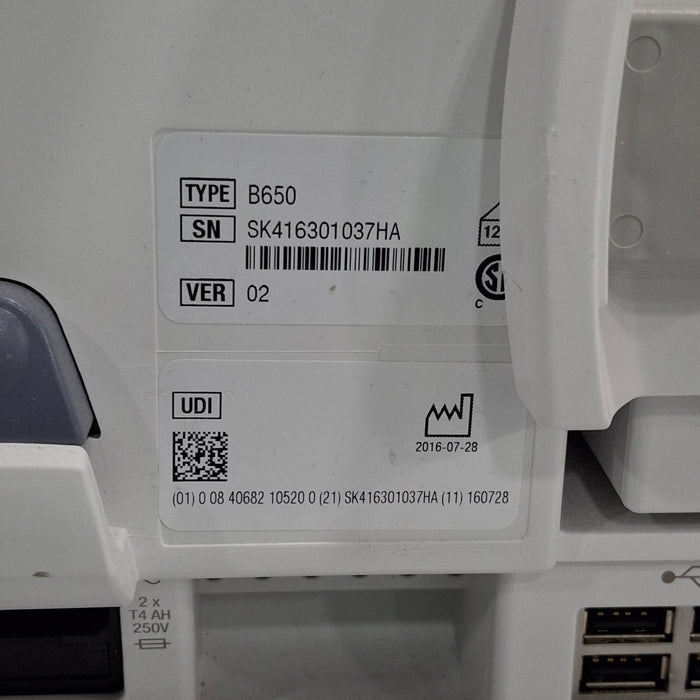 TYPE B650
SN SK416301037HA
12
VER 02
C
UDI
2016-07-28
(01) 0 08 40682 10520 0 (21) SK416301037HA (11) 160728
2 x
T4 AH
250V